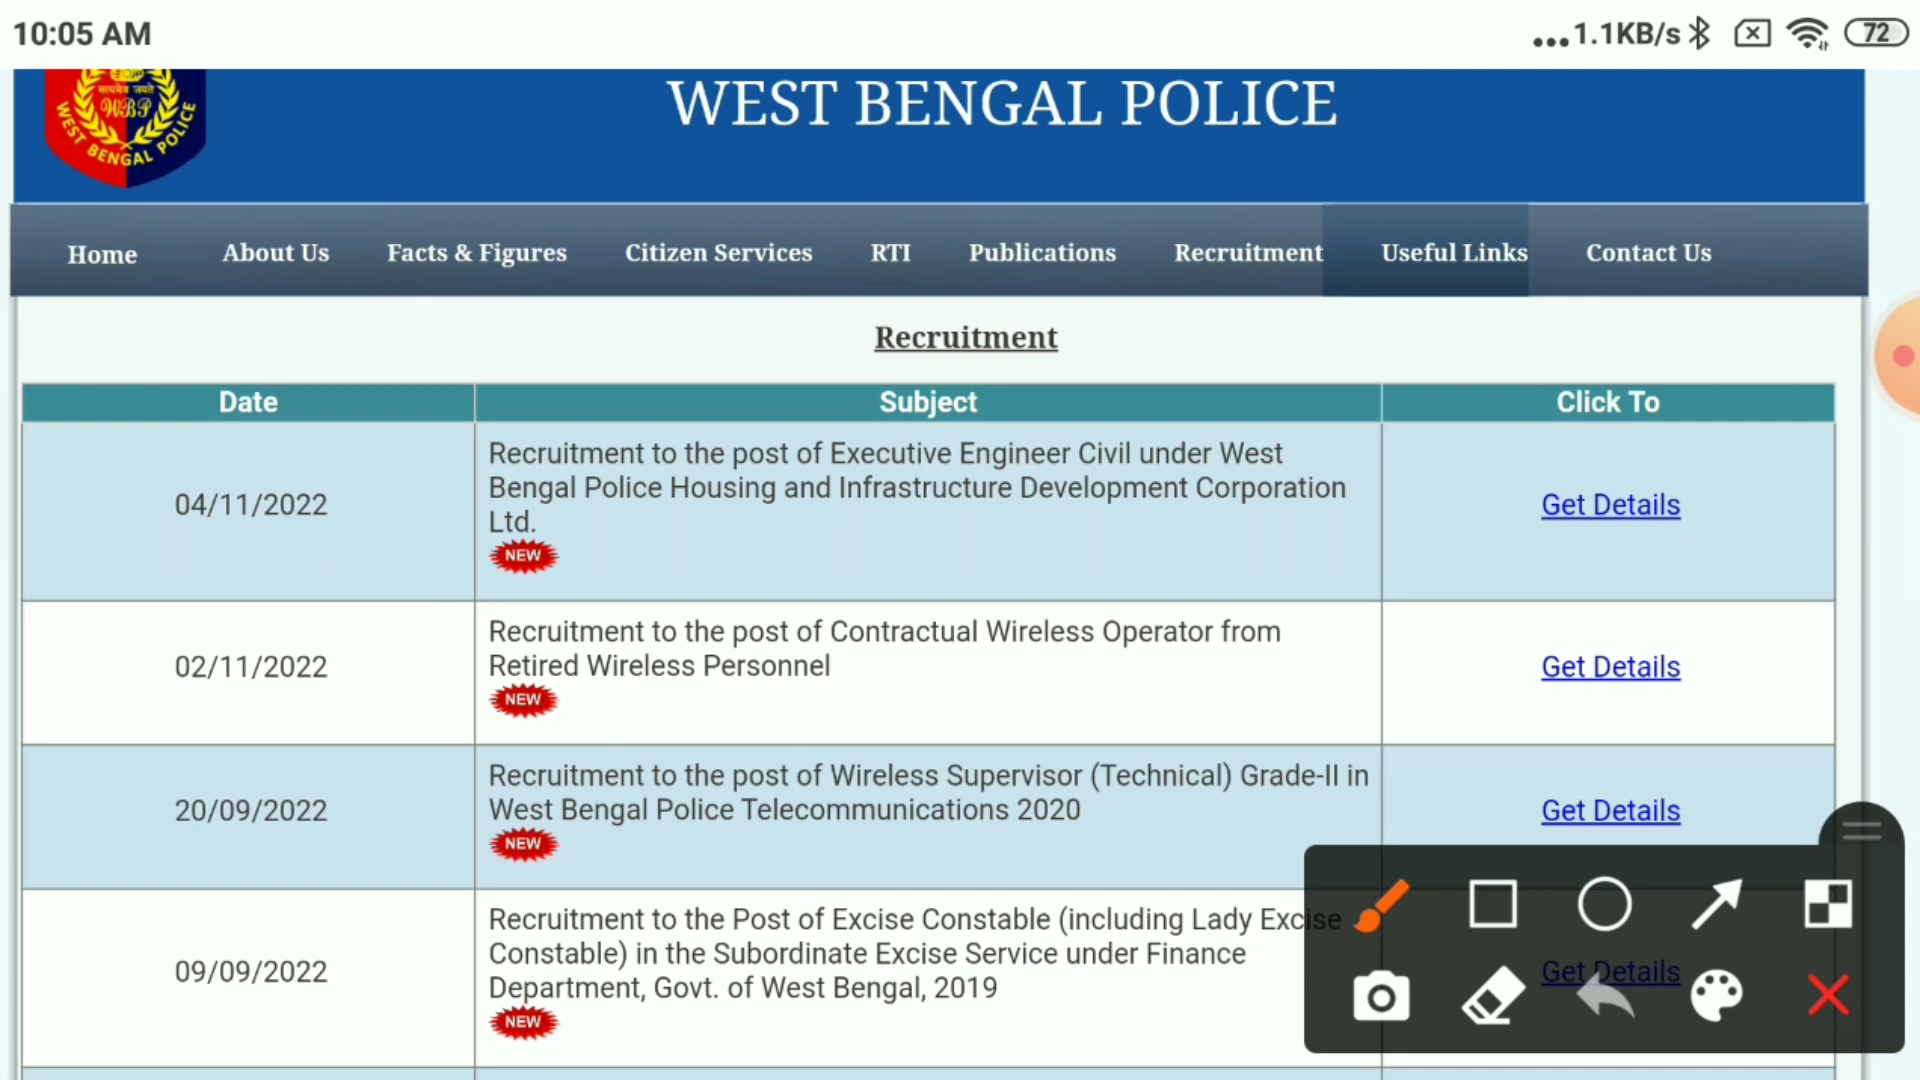 10:05 AM
...1.1KB/s 72
सत्यमेव जयते
WBP
WEST BENGAL POLICE
WEST BENGAL POLICE
Home About Us Facts & Figures Citizen Services RTI Publications Recruitment Useful Links Contact Us
Recruitment
Date Subject Click To
04/11/2022
Recruitment to the post of Executive Engineer Civil under West
Bengal Police Housing and Infrastructure Development Corporation
Ltd.
NEW
Get Details
02/11/2022
Recruitment to the post of Contractual Wireless Operator from
Retired Wireless Personnel
NEW
Get Details
20/09/2022
Recruitment to the post of Wireless Supervisor (Technical) Grade-II in
West Bengal Police Telecommunications 2020
NEW
Get Details
09/09/2022
Recruitment to the Post of Excise Constable (including Lady Excise
Constable) in the Subordinate Excise Service under Finance
Department, Govt. of West Bengal, 2019
NEW
Get Details